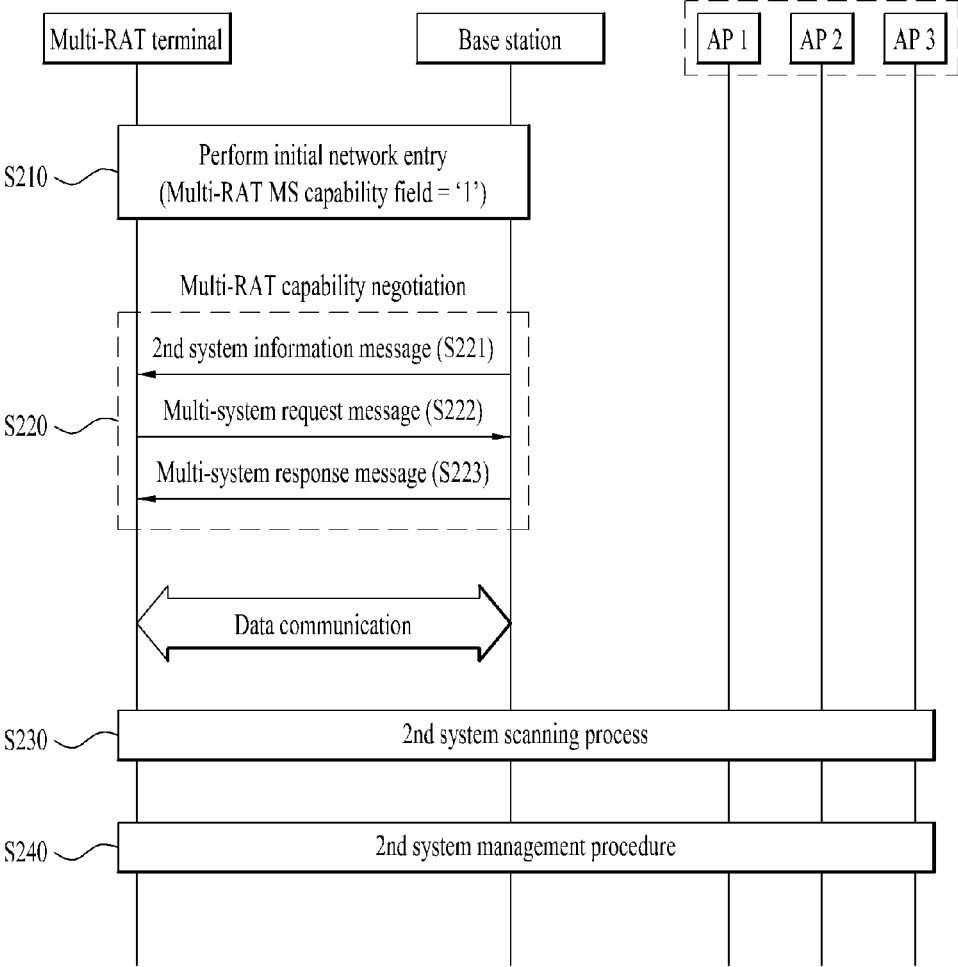 Multi-RAT terminal
Base station
AP 1
AP 2
AP 3
S210
Perform initial network entry
(Multi-RAT MS capability field = ‘1’)
Multi-RAT capability negotiation
2nd system information message (S221)
S220
Multi-system request message (S222)
Multi-system response message (S223)
Data communication
S230
2nd system scanning process
S240
2nd system management procedure